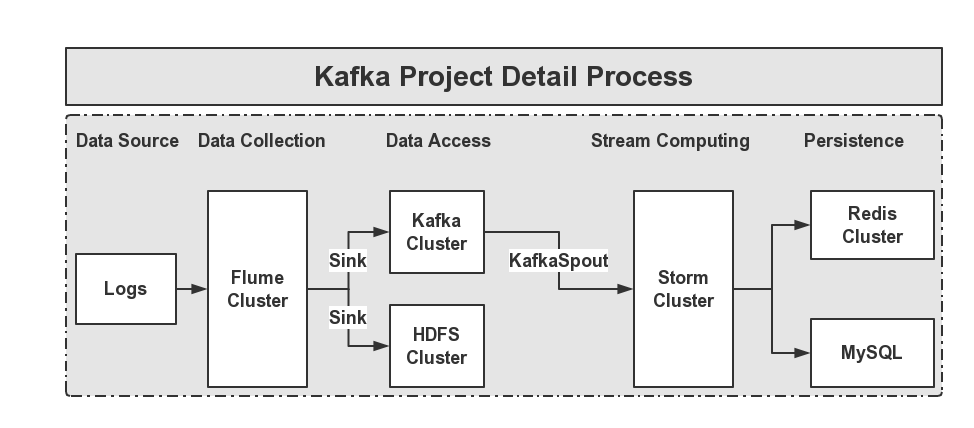 Kafka Project Detail Process
Data Source
Data Collection
Data Access
Stream Computing
Persistence
Logs
Flume
Cluster
Sink
Sink
Kafka
Cluster
HDFS
Cluster
KafkaSpout
Storm
Cluster
Redis
Cluster
MySQL